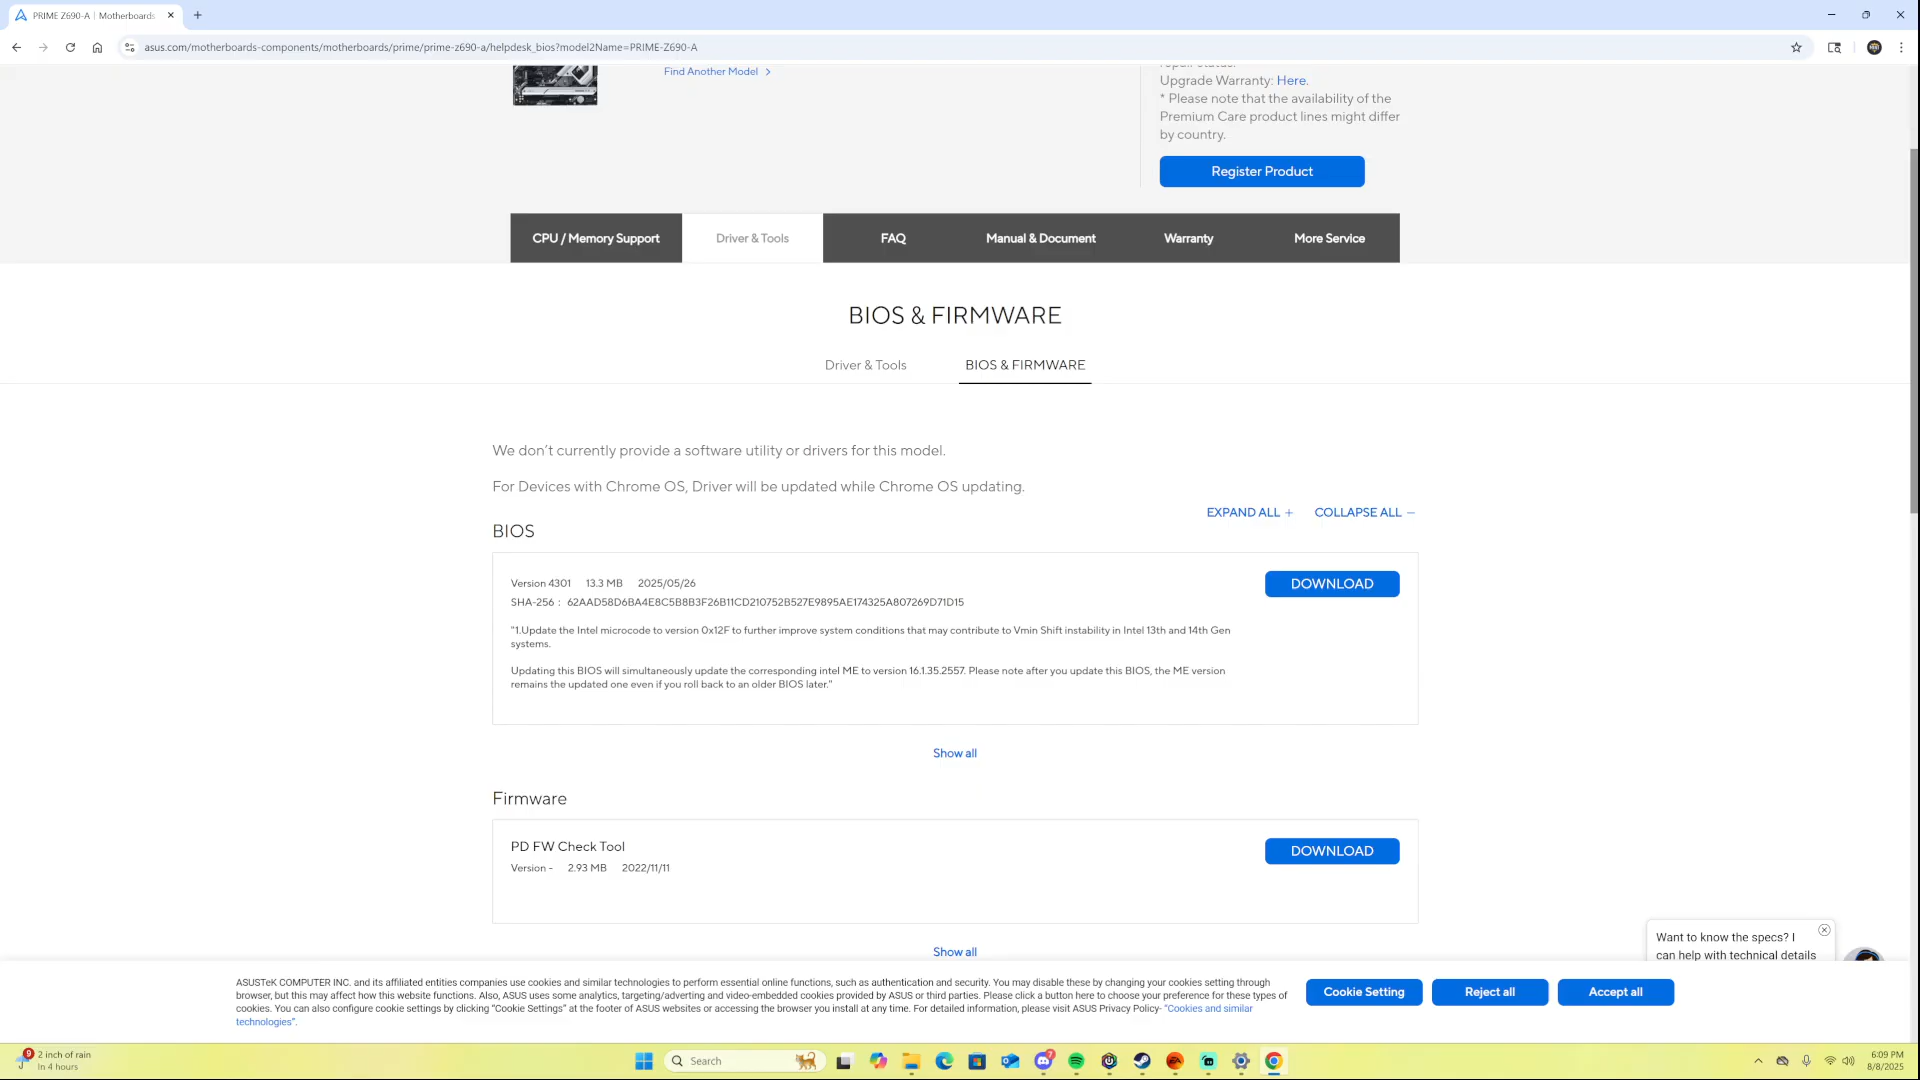 PRIME Z690-A | Motherboards
asus.com/motherboards-components/motherboards/prime/prime-z690-a/helpdesk_bios?model2Name=PRIME-Z690-A
Find Another Model >
repair status.
Upgrade Warranty: Here.
* Please note that the availability of the
Premium Care product lines might differ
by country.
Register Product
CPU / Memory Support
Driver & Tools
FAQ
Manual & Document
Warranty
More Service
BIOS & FIRMWARE
Driver & Tools
BIOS & FIRMWARE
We don't currently provide a software utility or drivers for this model.
For Devices with Chrome OS, Driver will be updated while Chrome OS updating.
EXPAND ALL +
COLLAPSE ALL −
BIOS
Version 4301 13.3 MB 2025/05/26
DOWNLOAD
SHA-256 : 62AAD58D6BA4E8C5B8B3F26B11CD210752B527E9895AE174325A807269D71D15
"1.Update the Intel microcode to version 0x12F to further improve system conditions that may contribute to Vmin Shift instability in Intel 13th and 14th Gen
systems.
Updating this BIOS will simultaneously update the corresponding intel ME to version 16.1.35.2557. Please note after you update this BIOS, the ME version
remains the updated one even if you roll back to an older BIOS later."
Show all
Firmware
PD FW Check Tool
DOWNLOAD
Version - 2.93 MB 2022/11/11
Show all
Want to know the specs? I
can help with technical details
ASUSTeK COMPUTER INC. and its affiliated entities companies use cookies and similar technologies to perform essential online functions, such as authentication and security. You may disable these by changing your cookies setting through
browser, but this may affect how this website functions. Also, ASUS uses some analytics, targeting/adverting and video-embedded cookies provided by ASUS or third parties. Please click a button here to choose your preference for these types of
cookies. You can also configure cookie settings by clicking "Cookie Settings" at the footer of ASUS websites or accessing the browser you install at any time. For detailed information, please visit ASUS Privacy Policy- "Cookies and similar
technologies".
Cookie Setting
Reject all
Accept all
9
2 inch of rain
In 4 hours
Search
7
6:09 PM
8/8/2025